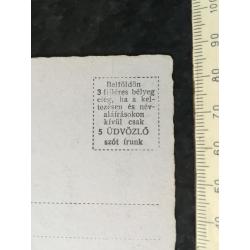 Belföldön
3 filléres bélyeg
elég, ha a kel-
tezésen és név-
aláírásokon
kívül csak
5 ÜDVÖZLŐ
szót írunk